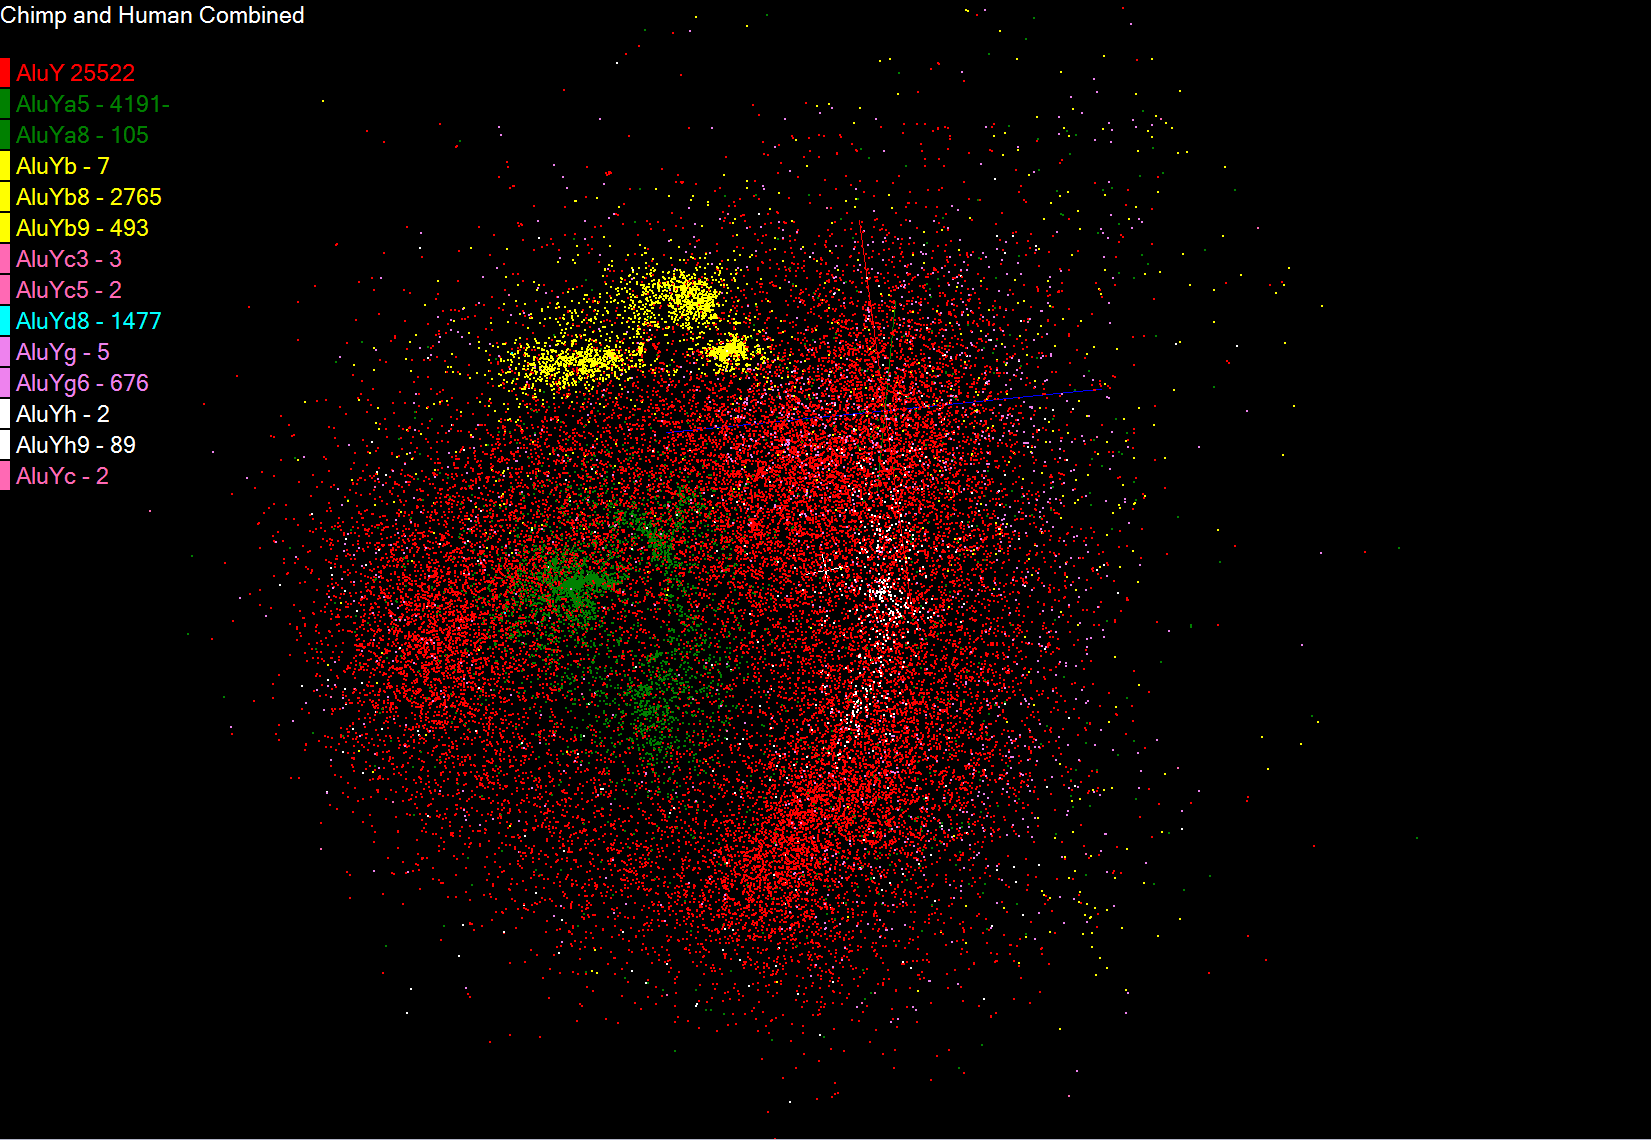 Chimp and Human Combined
AluY 25522
AluYa5 - 4191-
AluYa8 - 105
AluYb - 7
AluYb8 - 2765
AluYb9 - 493
AluYc3 - 3
AluYc5 - 2
AluYd8 - 1477
AluYg - 5
AluYg6 - 676
AluYh - 2
AluYh9 - 89
AluYc - 2